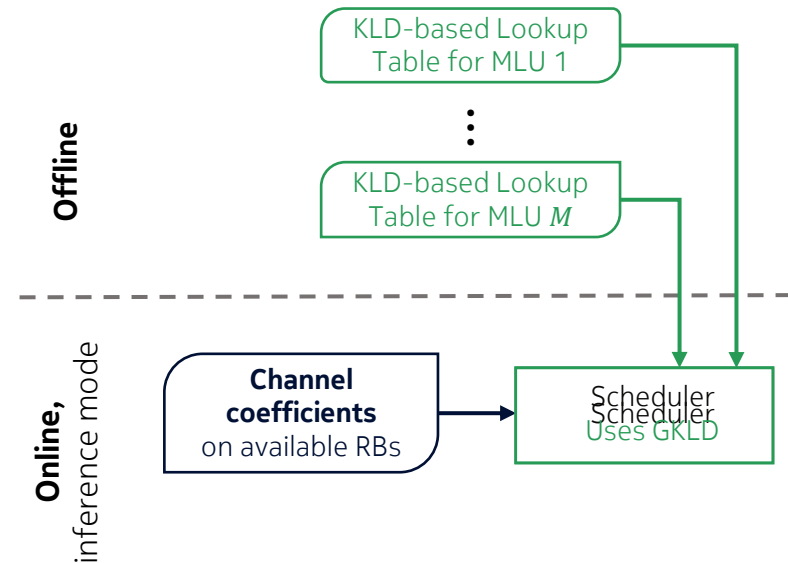 KLD-based Lookup
Table for MLU 1
⋮
KLD-based Lookup
Table for MLU M
Offline
Online,
inference mode
Channel
coefficients
on available RBs
Scheduler
Scheduler
Uses GKLD